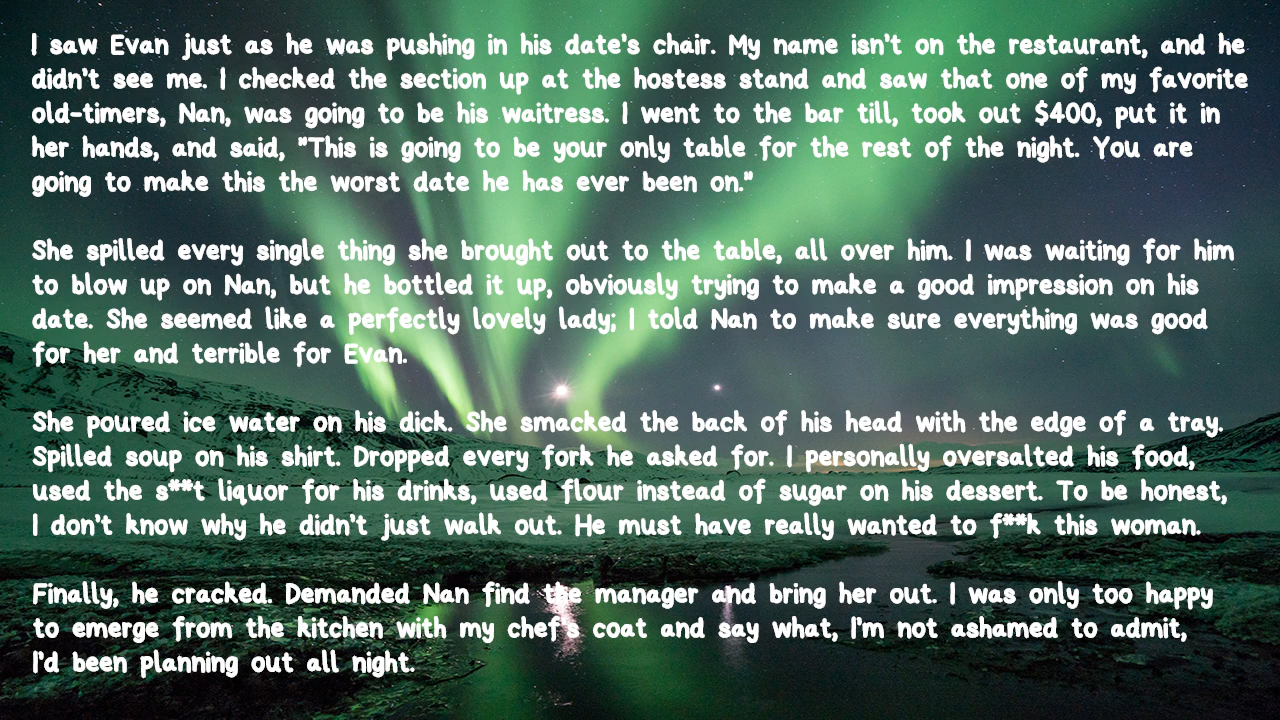 I saw Evan just as he was pushing in his date's chair. My name isn't on the restaurant, and he
didn't see me. I checked the section up at the hostess stand and saw that one of my favorite
old-timers, Nan, was going to be his waitress. I went to the bar till, took out $400, put it in
her hands, and said, "This is going to be your only table for the rest of the night. You are
going to make this the worst date he has ever been on."
She spilled every single thing she brought out to the table, all over him. I was waiting for him
to blow up on Nan, but he bottled it up, obviously trying to make a good impression on his
date. She seemed like a perfectly lovely lady; I told Nan to make sure everything was good
for her and terrible for Evan.
She poured ice water on his dick. She smacked the back of his head with the edge of a tray.
Spilled soup on his shirt. Dropped every fork he asked for. I personally oversalted his food,
used the s**t liquor for his drinks, used flour instead of sugar on his dessert. To be honest,
I don't know why he didn't just walk out. He must have really wanted to f**k this woman.
Finally, he cracked. Demanded Nan find the manager and bring her out. I was only too happy
to emerge from the kitchen with my chef's coat and say what, I'm not ashamed to admit,
I'd been planning out all night.